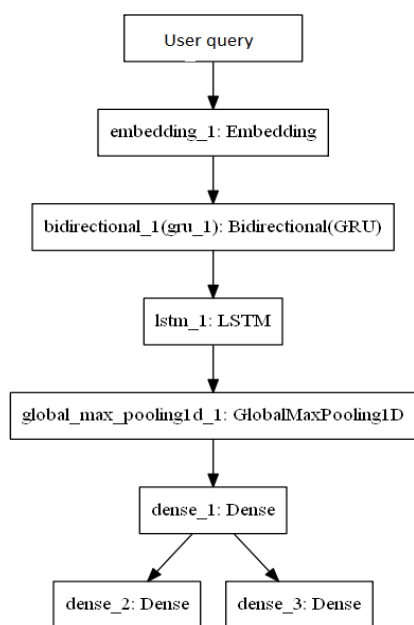 User query
embedding_1: Embedding
bidirectional_1(gru_1): Bidirectional(GRU)
lstm_1: LSTM
global_max_pooling1d_1: GlobalMaxPooling1D
dense_1: Dense
dense_2: Dense
dense_3: Dense